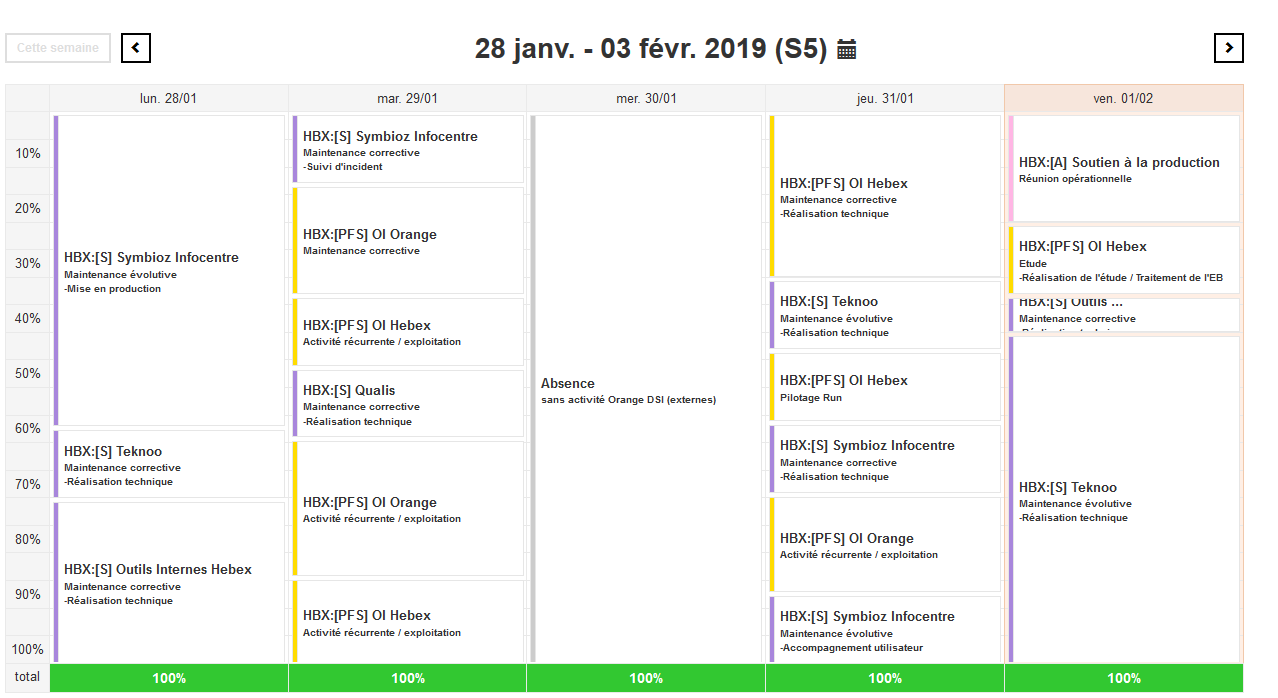 Cette semaine
28 janv. - 03 févr. 2019 (S5)
lun. 28/01
mar. 29/01
mer. 30/01
jeu. 31/01
ven. 01/02
10%
20%
30%
40%
50%
60%
70%
80%
90%
100%
total
HBX:[S] Symbioz Infocentre
Maintenance évolutive
-Mise en production
HBX:[S] Teknoo
Maintenance corrective
-Réalisation technique
HBX:[S] Outils Internes Hebex
Maintenance corrective
-Réalisation technique
100%
HBX:[S] Symbioz Infocentre
Maintenance corrective
-Suivi d'incident
HBX:[PFS] OI Orange
Maintenance corrective
HBX:[PFS] OI Hebex
Activité récurrente / exploitation
HBX:[S] Qualis
Maintenance corrective
-Réalisation technique
HBX:[PFS] OI Orange
Activité récurrente / exploitation
HBX:[PFS] OI Hebex
Activité récurrente / exploitation
100%
Absence
sans activité Orange DSI (externes)
100%
HBX:[PFS] OI Hebex
Maintenance corrective
-Réalisation technique
HBX:[S] Teknoo
Maintenance évolutive
-Réalisation technique
HBX:[PFS] OI Hebex
Pilotage Run
HBX:[S] Symbioz Infocentre
Maintenance corrective
-Réalisation technique
HBX:[PFS] OI Orange
Activité récurrente / exploitation
HBX:[S] Symbioz Infocentre
Maintenance évolutive
-Accompagnement utilisateur
100%
HBX:[A] Soutien à la production
Réunion opérationnelle
HBX:[PFS] OI Hebex
Etude
-Réalisation de l'étude / Traitement de l'EB
HBX:[S] Outils ...
Maintenance corrective
HBX:[S] Teknoo
Maintenance évolutive
-Réalisation technique
100%